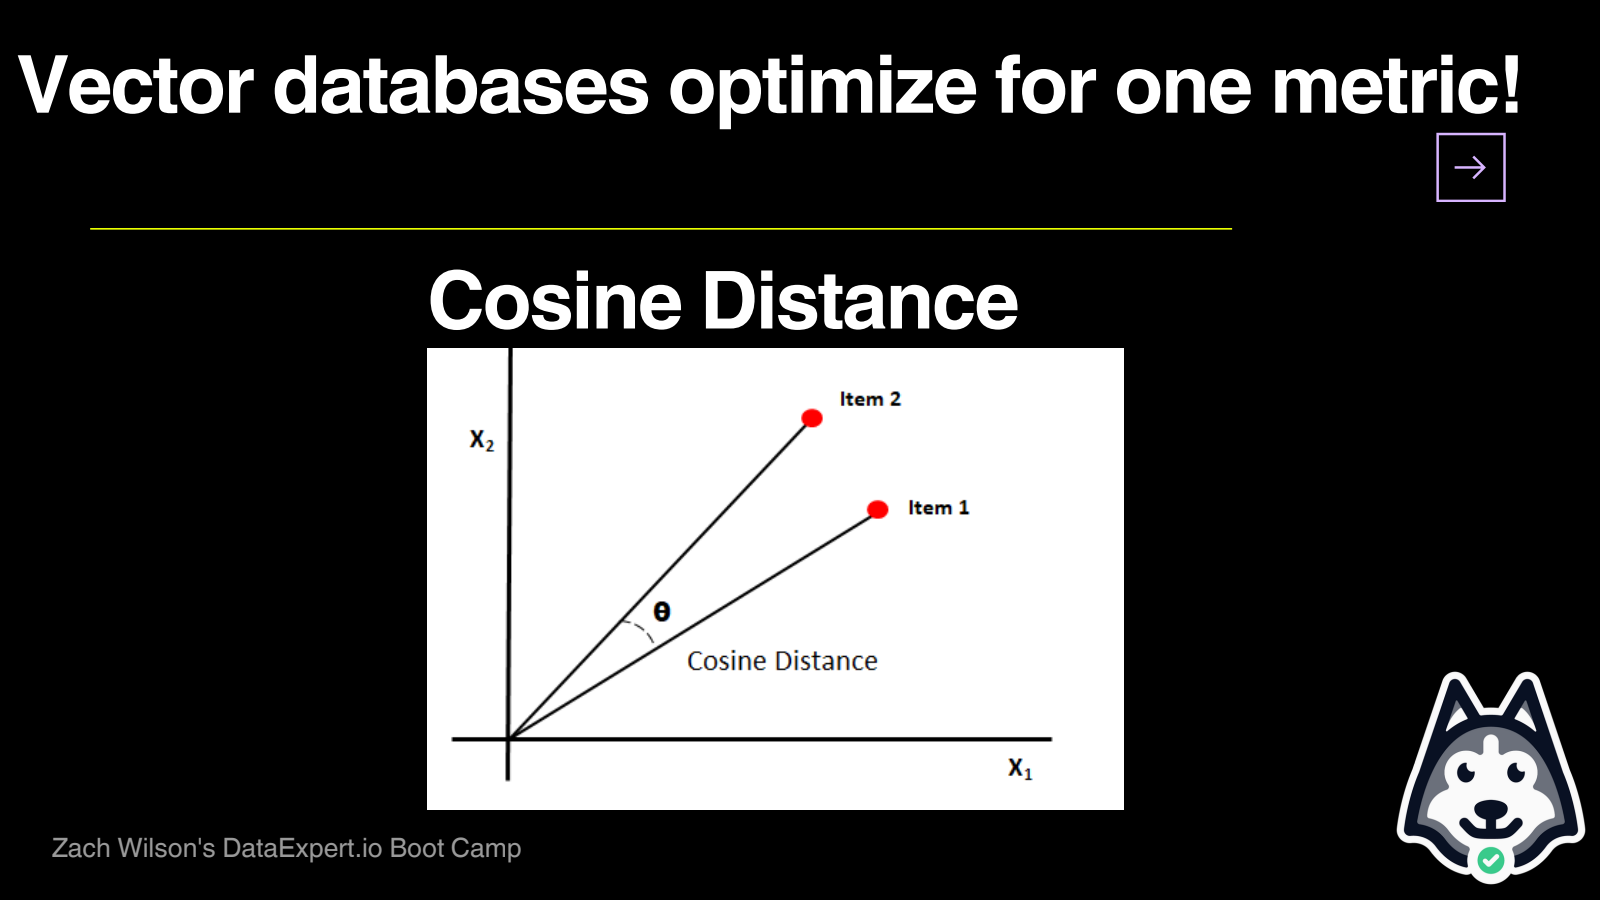 Vector databases optimize for one metric!
Cosine Distance
Item 2
X₂
Item 1
θ
Cosine Distance
X₁
Zach Wilson's DataExpert.io Boot Camp